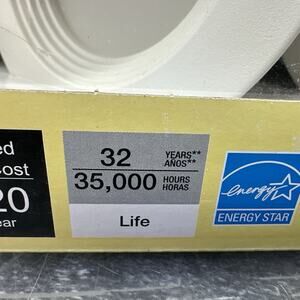 ed
Cost
20
ear
32 YEARS**
AÑOS**
35,000 HOURS
HORAS
Life
energy
ENERGY STAR